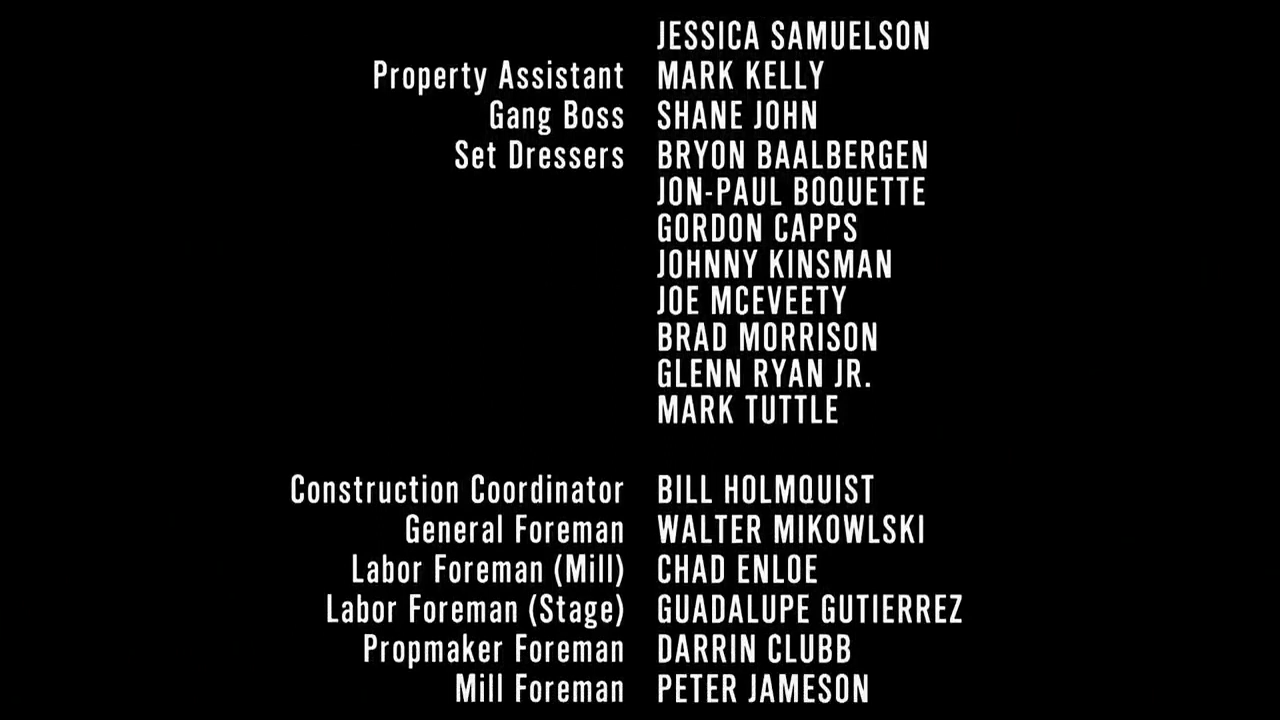 JESSICA SAMUELSON
Property Assistant MARK KELLY
Gang Boss SHANE JOHN
Set Dressers BRYON BAALBERGEN
JON-PAUL BOQUETTE
GORDON CAPPS
JOHNNY KINSMAN
JOE MCEVEETY
BRAD MORRISON
GLENN RYAN JR.
MARK TUTTLE
Construction Coordinator BILL HOLMQUIST
General Foreman WALTER MIKOWLSKI
Labor Foreman (Mill) CHAD ENLOE
Labor Foreman (Stage) GUADALUPE GUTIERREZ
Propmaker Foreman DARRIN CLUBB
Mill Foreman PETER JAMESON